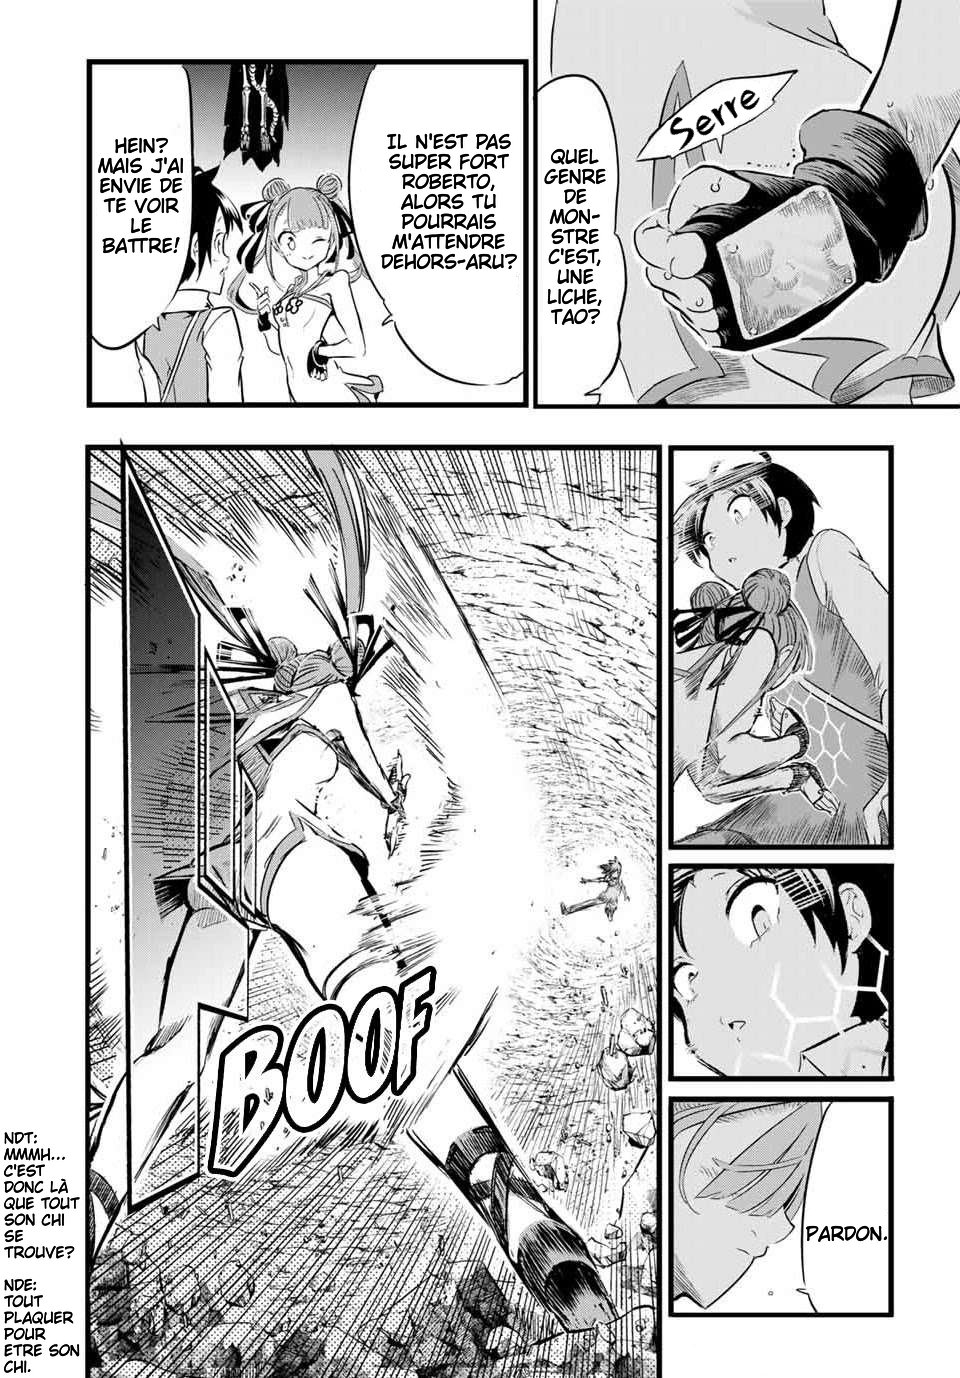 Serre
QUEL
GENRE
DE
MON-
STRE
C'EST,
UNE
LICHE,
TAO?
IL N'EST PAS
SUPER FORT
ROBERTO,
ALORS TU
POURRAIS
M'ATTENDRE
DEHORS-ARU?
HEIN?
MAIS J'AI
ENVIE DE
TE VOIR
LE
BATTRE!
PARDON.
BOOF
NDT:
MMMH...
C'EST
DONC LÀ
QUE TOUT
SON CHI
SE
TROUVE?
NDE:
TOUT
PLAQUER
POUR
ETRE SON
CHI.